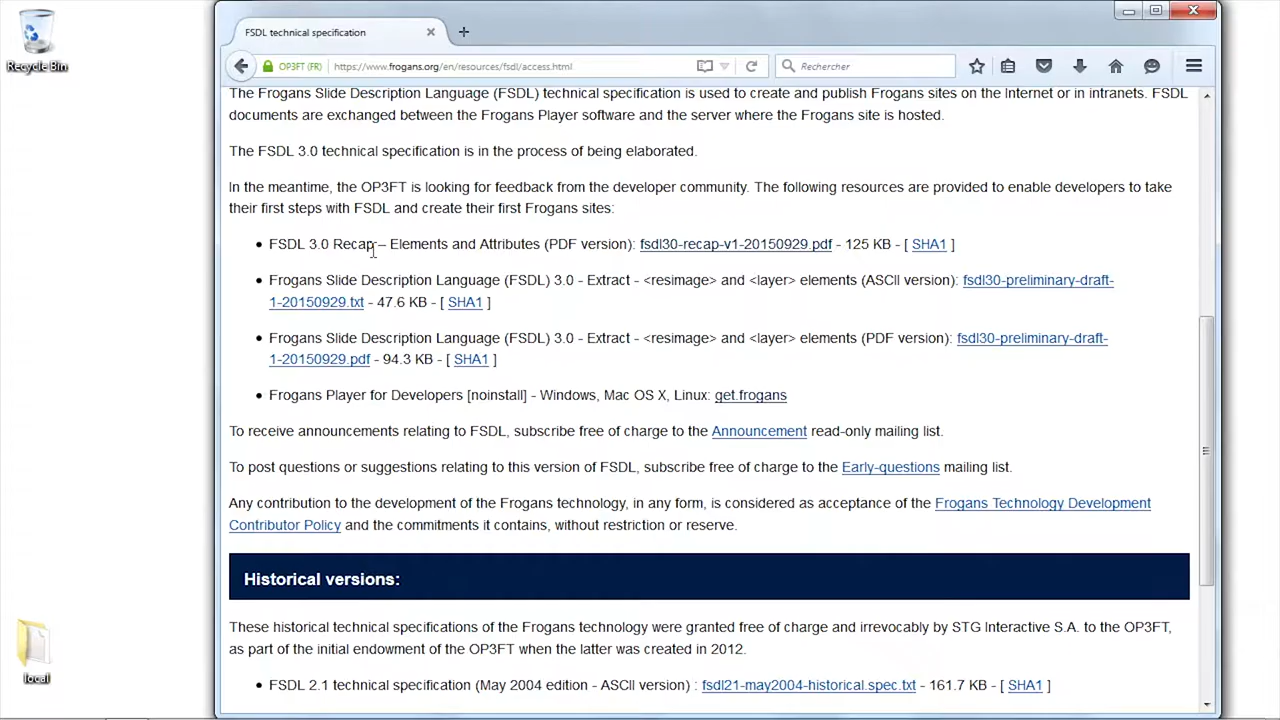 Recycle Bin
FSDL technical specification
OP3FT (FR) https://www.frogans.org/en/resources/fsdl/access.html Rechercher
The Frogans Slide Description Language (FSDL) technical specification is used to create and publish Frogans sites on the Internet or in intranets. FSDL
documents are exchanged between the Frogans Player software and the server where the Frogans site is hosted.
The FSDL 3.0 technical specification is in the process of being elaborated.
In the meantime, the OP3FT is looking for feedback from the developer community. The following resources are provided to enable developers to take
their first steps with FSDL and create their first Frogans sites:
• FSDL 3.0 Recap – Elements and Attributes (PDF version): fsdl30-recap-v1-20150929.pdf - 125 KB - [ SHA1 ]
• Frogans Slide Description Language (FSDL) 3.0 - Extract - <resimage> and <layer> elements (ASCII version): fsdl30-preliminary-draft-
1-20150929.txt - 47.6 KB - [ SHA1 ]
• Frogans Slide Description Language (FSDL) 3.0 - Extract - <resimage> and <layer> elements (PDF version): fsdl30-preliminary-draft-
1-20150929.pdf - 94.3 KB - [ SHA1 ]
• Frogans Player for Developers [noinstall] - Windows, Mac OS X, Linux: get.frogans
To receive announcements relating to FSDL, subscribe free of charge to the Announcement read-only mailing list.
To post questions or suggestions relating to this version of FSDL, subscribe free of charge to the Early-questions mailing list.
Any contribution to the development of the Frogans technology, in any form, is considered as acceptance of the Frogans Technology Development
Contributor Policy and the commitments it contains, without restriction or reserve.
Historical versions:
These historical technical specifications of the Frogans technology were granted free of charge and irrevocably by STG Interactive S.A. to the OP3FT,
as part of the initial endowment of the OP3FT when the latter was created in 2012.
• FSDL 2.1 technical specification (May 2004 edition - ASCII version) : fsdl21-may2004-historical.spec.txt - 161.7 KB - [ SHA1 ]
local